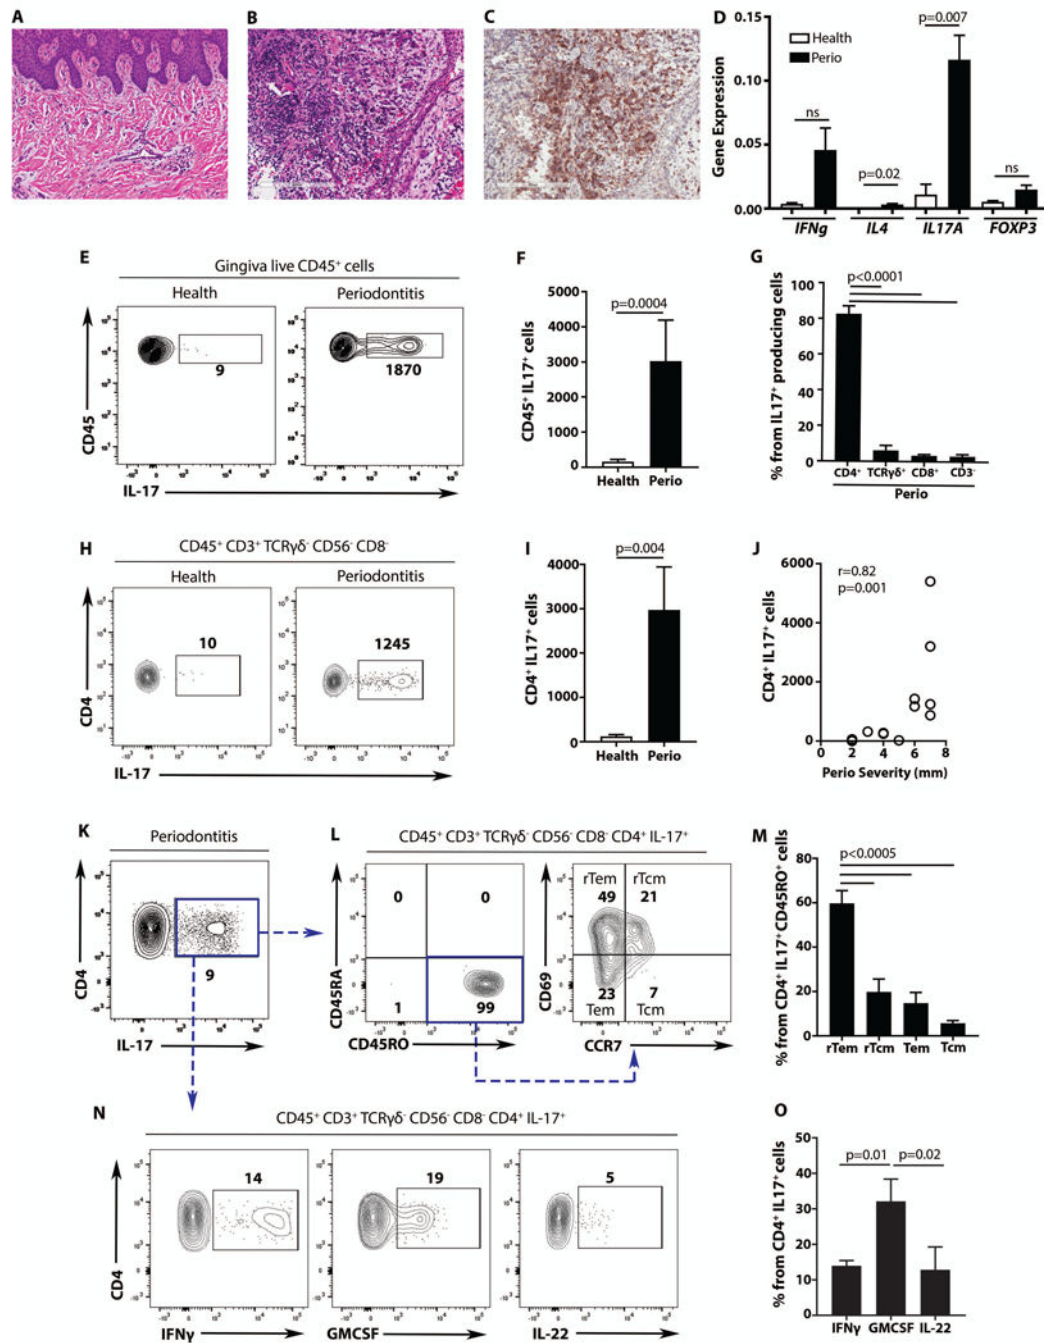 A
B
C
D
p=0.007
Health
Perio
Gene Expression
0.15
0.10
0.05
0.00
ns
p=0.02
ns
IFNg
IL4
IL17A
FOXP3
E
Gingiva live CD45⁺ cells
Health
Periodontitis
CD45
9
1870
IL-17
F
p=0.0004
CD45⁺ IL17⁺ cells
5000
4000
3000
2000
1000
0
Health
Perio
G
p<0.0001
% from IL17⁺ producing cells
100
80
60
40
20
0
CD4⁺
TCRγδ⁺
CD8⁺
CD3⁻
Perio
H
CD45⁺ CD3⁺ TCRγδ⁻ CD56⁻ CD8⁻
Health
Periodontitis
CD4
10
1245
IL-17
I
p=0.004
CD4⁺ IL17⁺ cells
4000
3000
2000
1000
0
Health
Perio
J
r=0.82
p=0.001
CD4⁺ IL17⁺ cells
6000
4000
2000
0
0 2 4 6 8
Perio Severity (mm)
K
Periodontitis
CD4
9
IL-17
L
CD45⁺ CD3⁺ TCRγδ⁻ CD56⁻ CD8⁻ CD4⁺ IL-17⁺
CD45RA
0
0
1
99
CD45RO
CD69
rTem
49
rTcm
21
23
Tem
7
Tcm
CCR7
M
p<0.0005
% from CD4⁺ IL17⁺ CD45RO⁺ cells
80
60
40
20
0
rTem
rTcm
Tem
Tcm
N
CD45⁺ CD3⁺ TCRγδ⁻ CD56⁻ CD8⁻ CD4⁺ IL-17⁺
CD4
14
19
5
IFNγ
GMCSF
IL-22
O
p=0.01
p=0.02
% from CD4⁺ IL17⁺ cells
50
40
30
20
10
0
IFNγ
GMCSF
IL-22